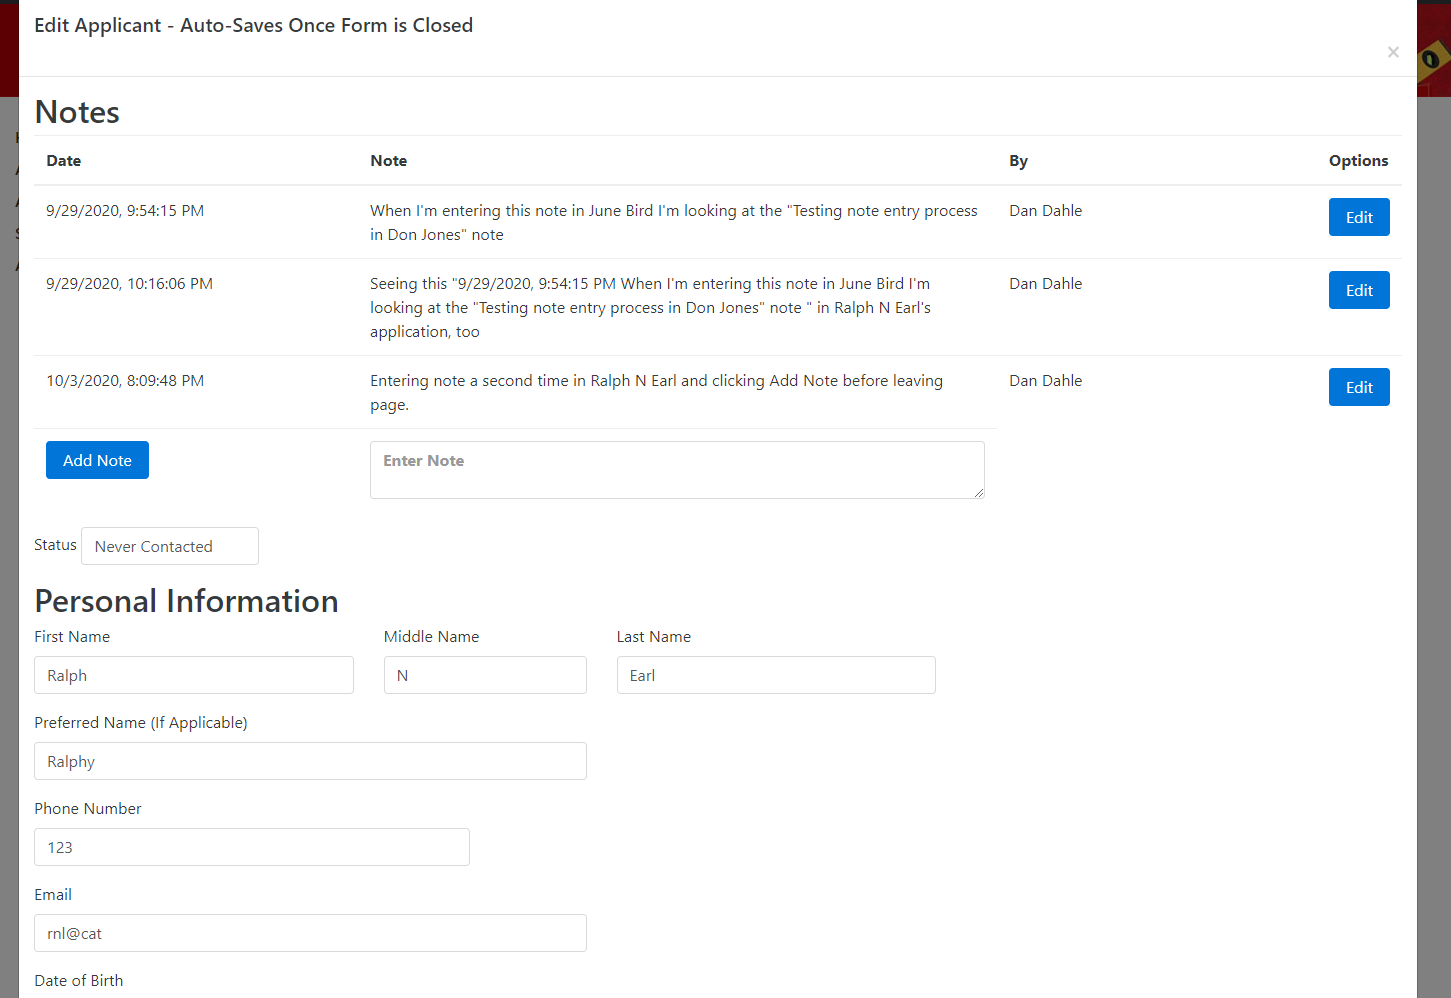 Edit Applicant - Auto-Saves Once Form is Closed
×
Notes
Date Note By Options
9/29/2020, 9:54:15 PM When I'm entering this note in June Bird I'm looking at the "Testing note entry process Dan Dahle Edit
in Don Jones" note
9/29/2020, 10:16:06 PM Seeing this "9/29/2020, 9:54:15 PM When I'm entering this note in June Bird I'm Dan Dahle Edit
looking at the "Testing note entry process in Don Jones" note " in Ralph N Earl's
application, too
10/3/2020, 8:09:48 PM Entering note a second time in Ralph N Earl and clicking Add Note before leaving Dan Dahle Edit
page.
Add Note Enter Note
Status Never Contacted
Personal Information
First Name Middle Name Last Name
Ralph N Earl
Preferred Name (If Applicable)
Ralphy
Phone Number
123
Email
rnl@cat
Date of Birth